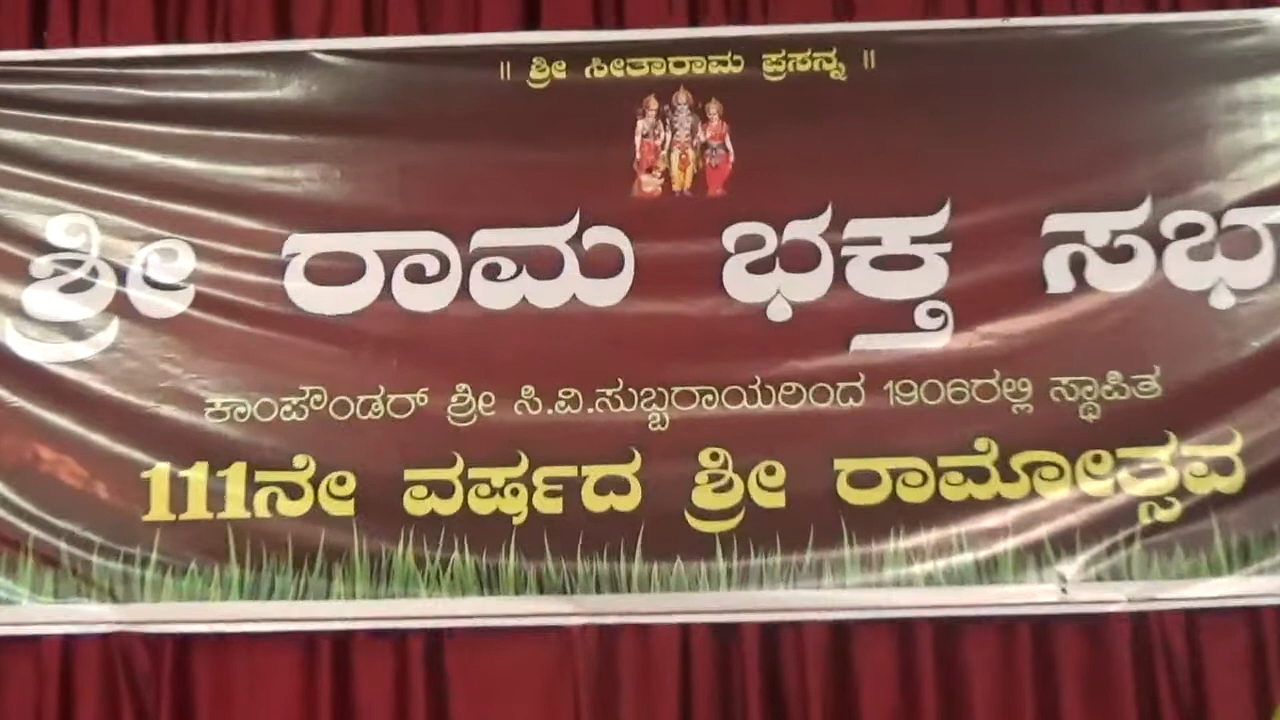 ॥ ಶ್ರೀ ಸೀತಾರಾಮ ಪ್ರಸನ್ನ ॥
ಶ್ರೀ ರಾಮ ಭಕ್ತ ಸಭಾ
ಕಾಂಪೌಂಡರ್ ಶ್ರೀ ಸಿ.ವಿ.ಸುಬ್ಬರಾಯರಿಂದ 1906ರಲ್ಲಿ ಸ್ಥಾಪಿತ
111ನೇ ವರ್ಷದ ಶ್ರೀ ರಾಮೋತ್ಸವ